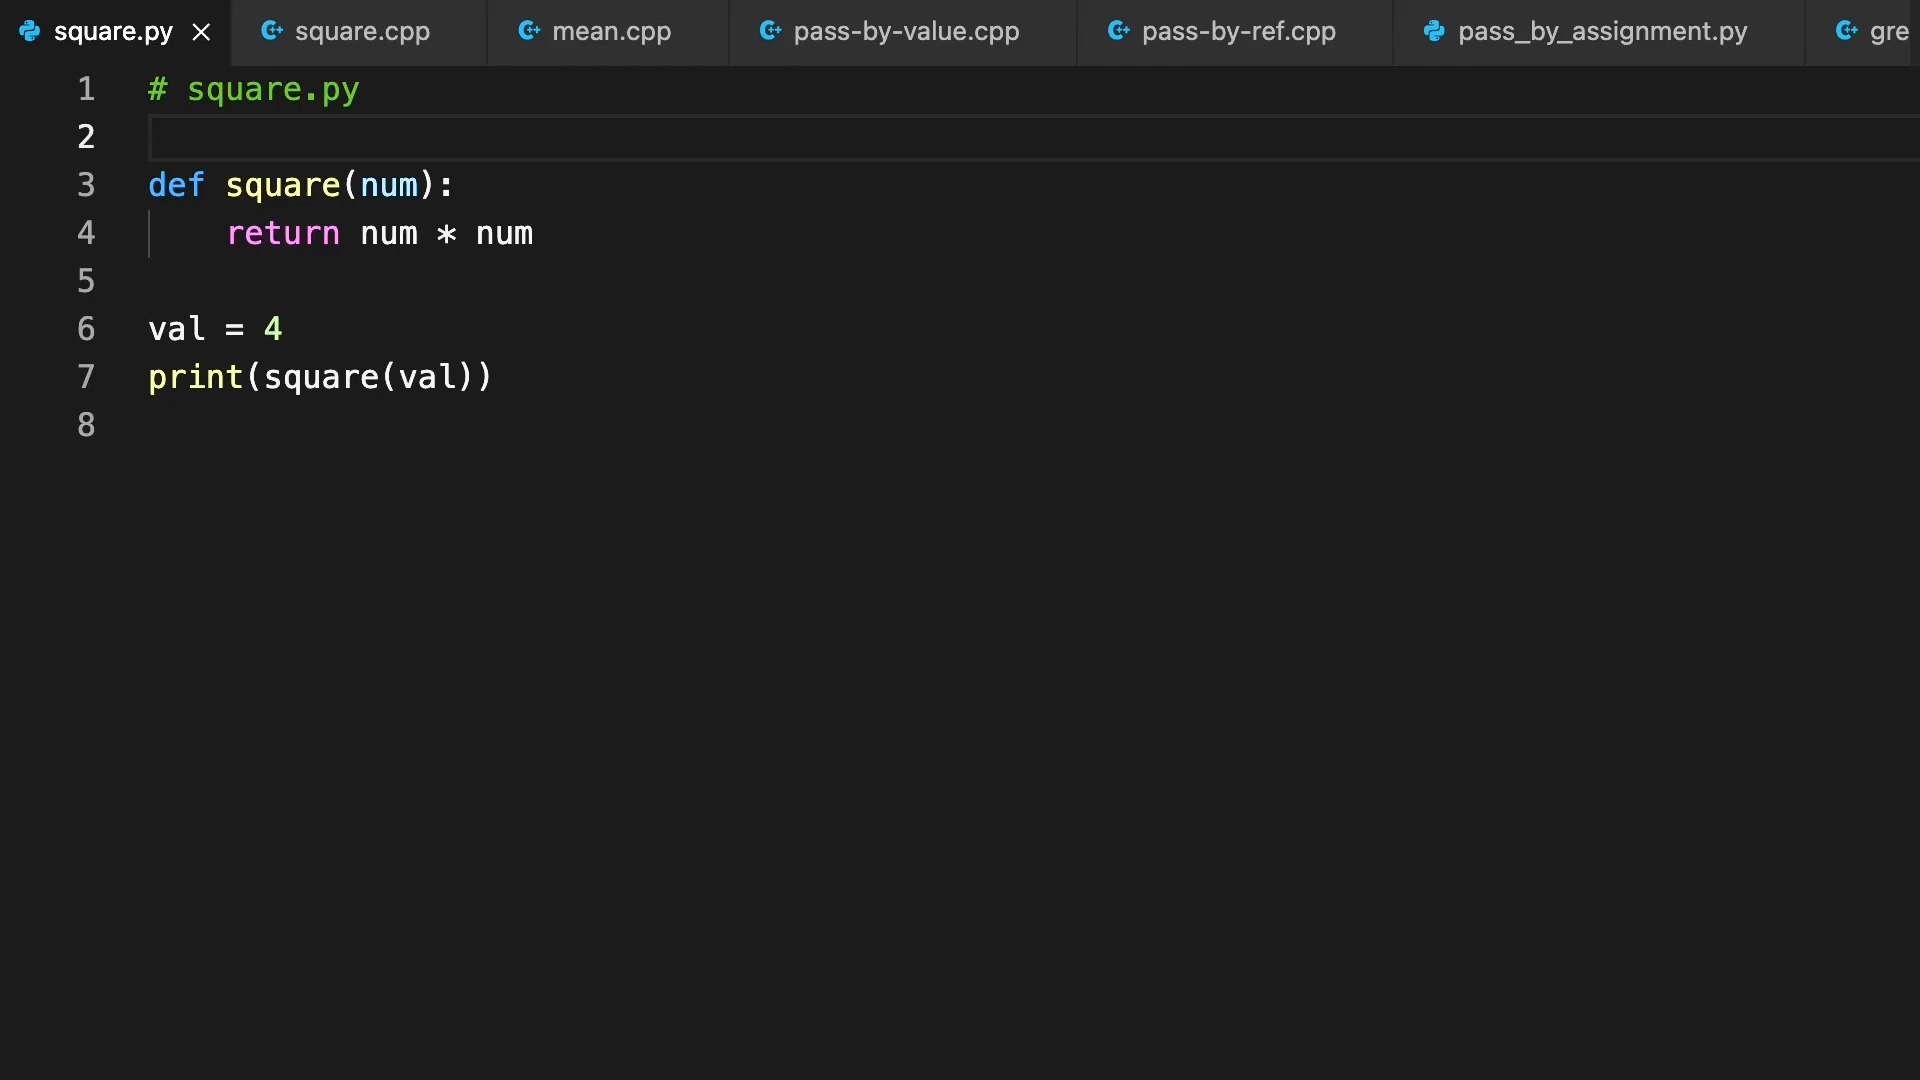 square.py square.cpp mean.cpp pass-by-value.cpp pass-by-ref.cpp pass_by_assignment.py gre
1 # square.py
2
3 def square(num):
4     return num * num
5
6 val = 4
7 print(square(val))
8